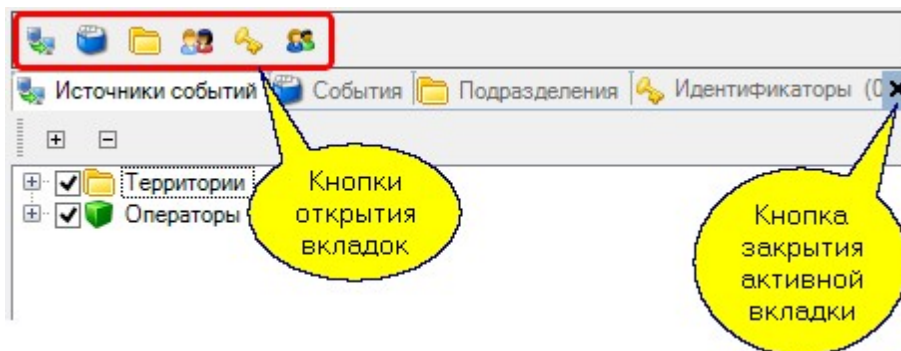 Источники событий События Подразделения Идентификаторы (0
Территории
Операторы
Кнопки
открытия
вкладок
Кнопка
закрытия
активной
вкладки